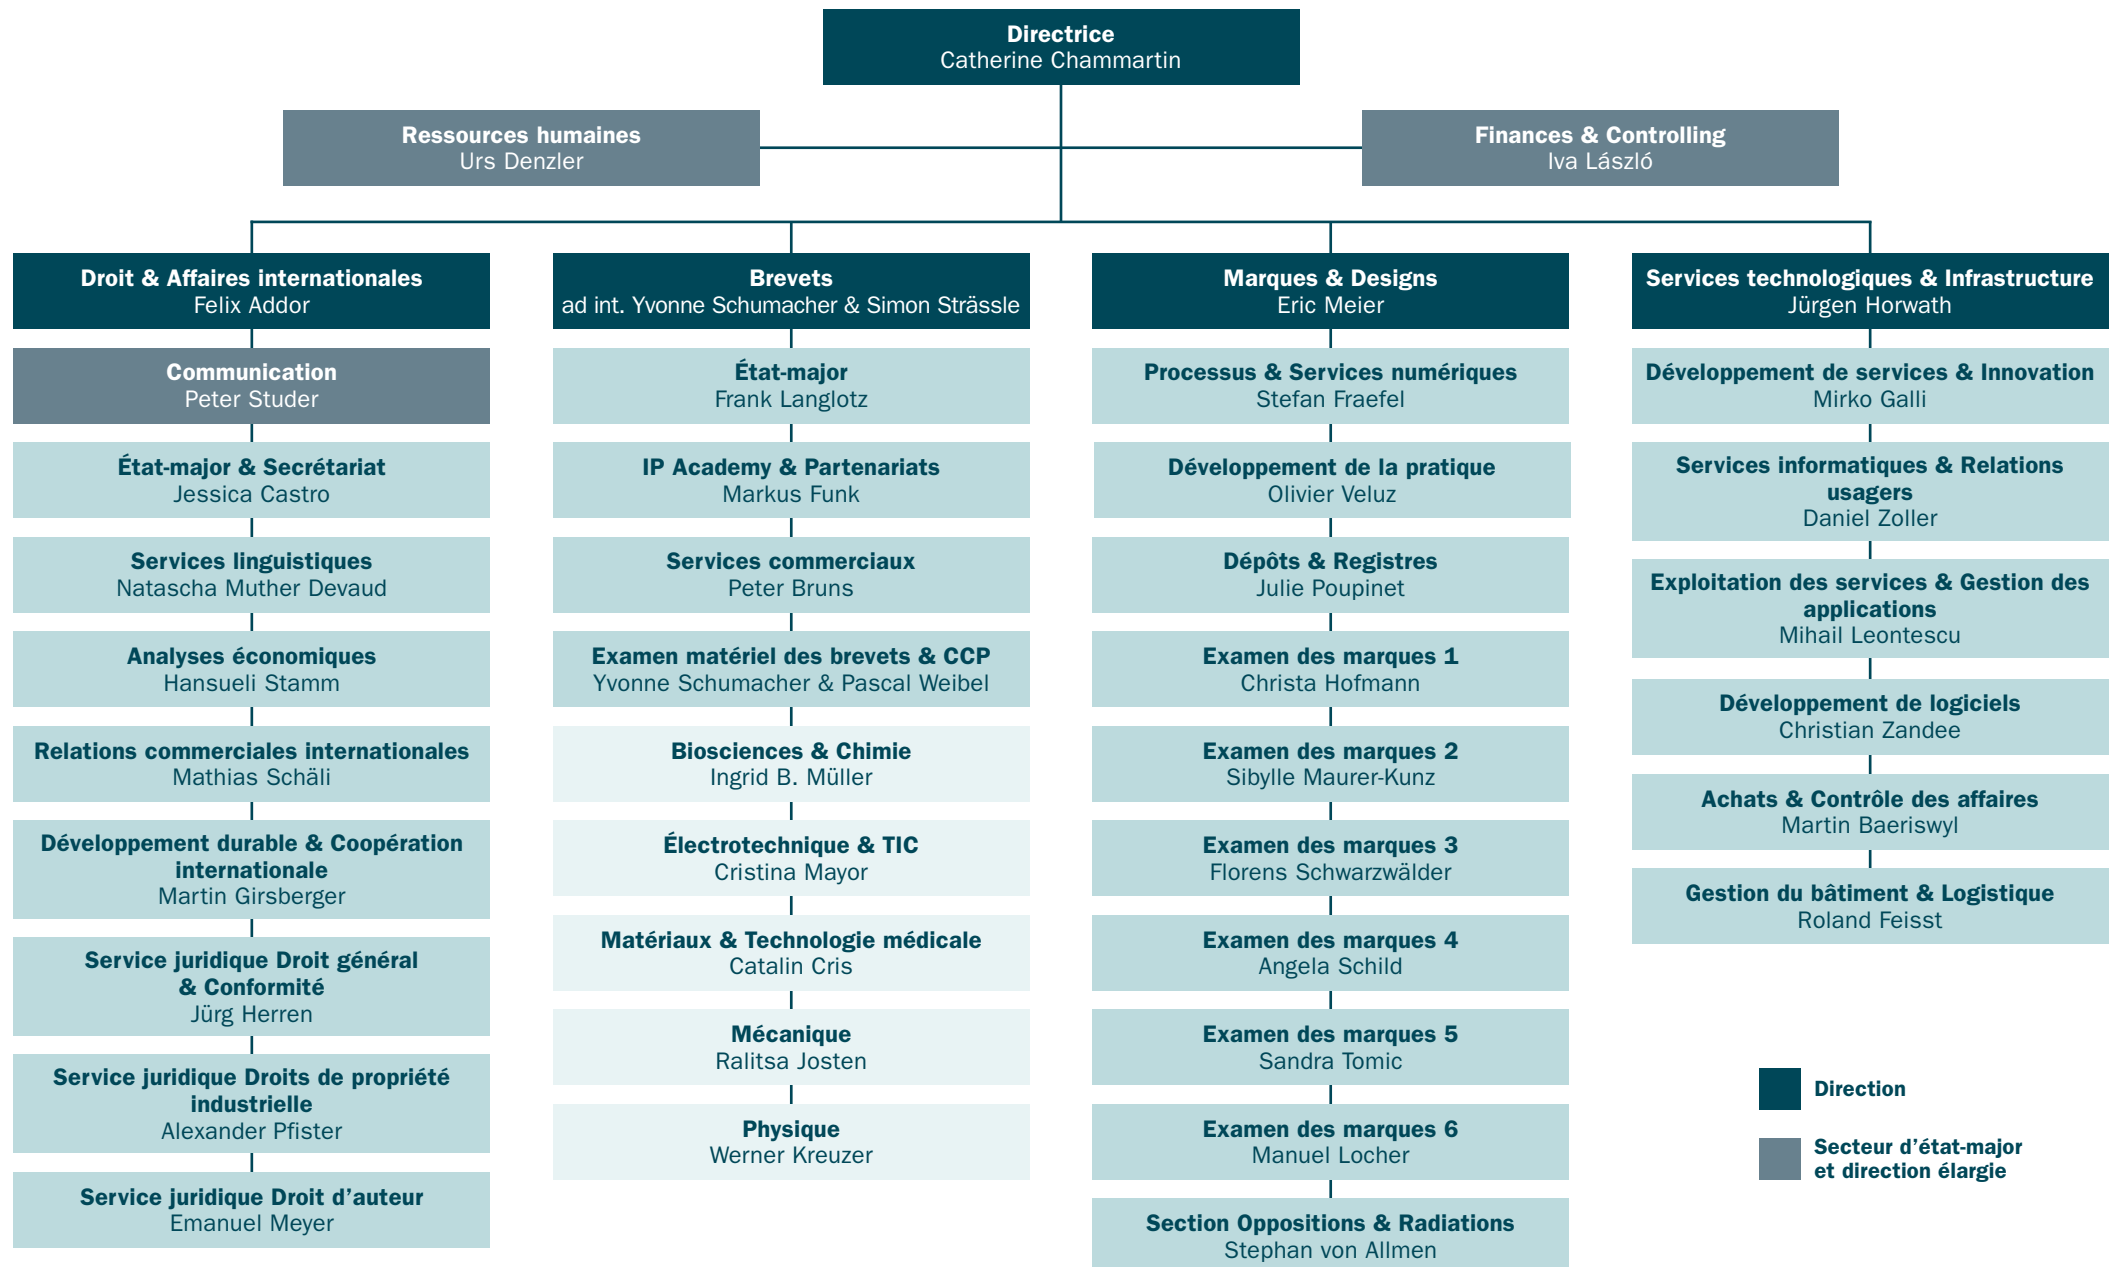 Directrice
Catherine Chammartin
Ressources humaines
Urs Denzler
Finances & Controlling
Iva László
Droit & Affaires internationales
Felix Addor
Communication
Peter Studer
État-major & Secrétariat
Jessica Castro
Services linguistiques
Natascha Muther Devaud
Analyses économiques
Hansueli Stamm
Relations commerciales internationales
Mathias Schäli
Développement durable & Coopération
internationale
Martin Girsberger
Service juridique Droit général
& Conformité
Jürg Herren
Service juridique Droits de propriété
industrielle
Alexander Pfister
Service juridique Droit d’auteur
Emanuel Meyer
Brevets
ad int. Yvonne Schumacher & Simon Strässle
État-major
Frank Langlotz
IP Academy & Partenariats
Markus Funk
Services commerciaux
Peter Bruns
Examen matériel des brevets & CCP
Yvonne Schumacher & Pascal Weibel
Biosciences & Chimie
Ingrid B. Müller
Électrotechnique & TIC
Cristina Mayor
Matériaux & Technologie médicale
Catalin Cris
Mécanique
Ralitsa Josten
Physique
Werner Kreuzer
Marques & Designs
Eric Meier
Processus & Services numériques
Stefan Fraefel
Développement de la pratique
Olivier Veluz
Dépôts & Registres
Julie Poupinet
Examen des marques 1
Christa Hofmann
Examen des marques 2
Sibylle Maurer-Kunz
Examen des marques 3
Florens Schwarzwälder
Examen des marques 4
Angela Schild
Examen des marques 5
Sandra Tomic
Examen des marques 6
Manuel Locher
Section Oppositions & Radiations
Stephan von Allmen
Services technologiques & Infrastructure
Jürgen Horwath
Développement de services & Innovation
Mirko Galli
Services informatiques & Relations
usagers
Daniel Zoller
Exploitation des services & Gestion des
applications
Mihail Leontescu
Développement de logiciels
Christian Zandee
Achats & Contrôle des affaires
Martin Baeriswyl
Gestion du bâtiment & Logistique
Roland Feisst
Direction
Secteur d’état-major
et direction élargie